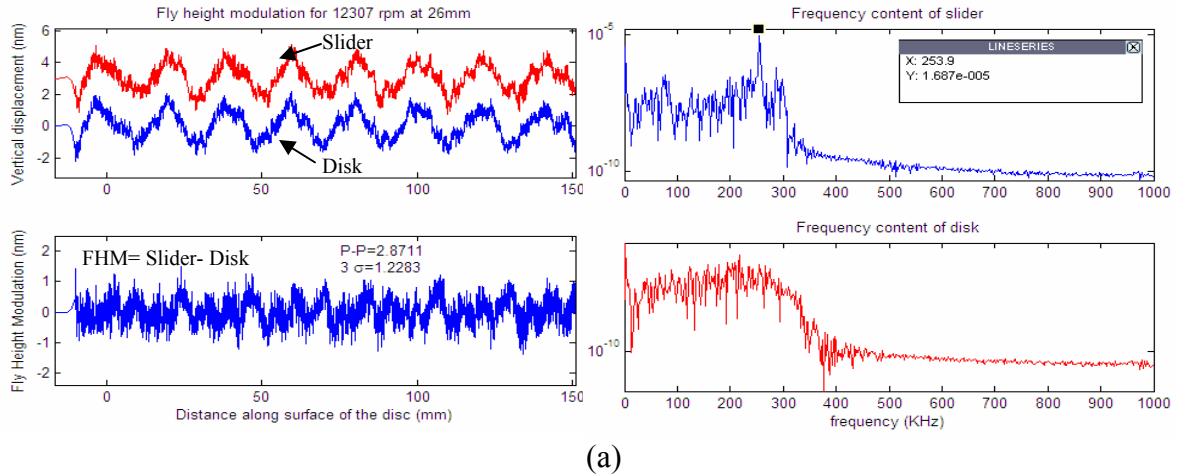 Fly height modulation for 12307 rpm at 26mm
Vertical displacement (nm)
6
4
2
0
-2
Slider
Disk
0
50
100
150
Fly Height Modulation (nm)
2
1
0
-1
-2
FHM= Slider- Disk
P-P=2.8711
3 σ=1.2283
0
50
100
150
Distance along surface of the disc (mm)
Frequency content of slider
10-5
10-10
LINESERIES
X: 253.9
Y: 1.687e-005
0 100 200 300 400 500 600 700 800 900 1000
Frequency content of disk
10-10
0 100 200 300 400 500 600 700 800 900 1000
frequency (KHz)
(a)